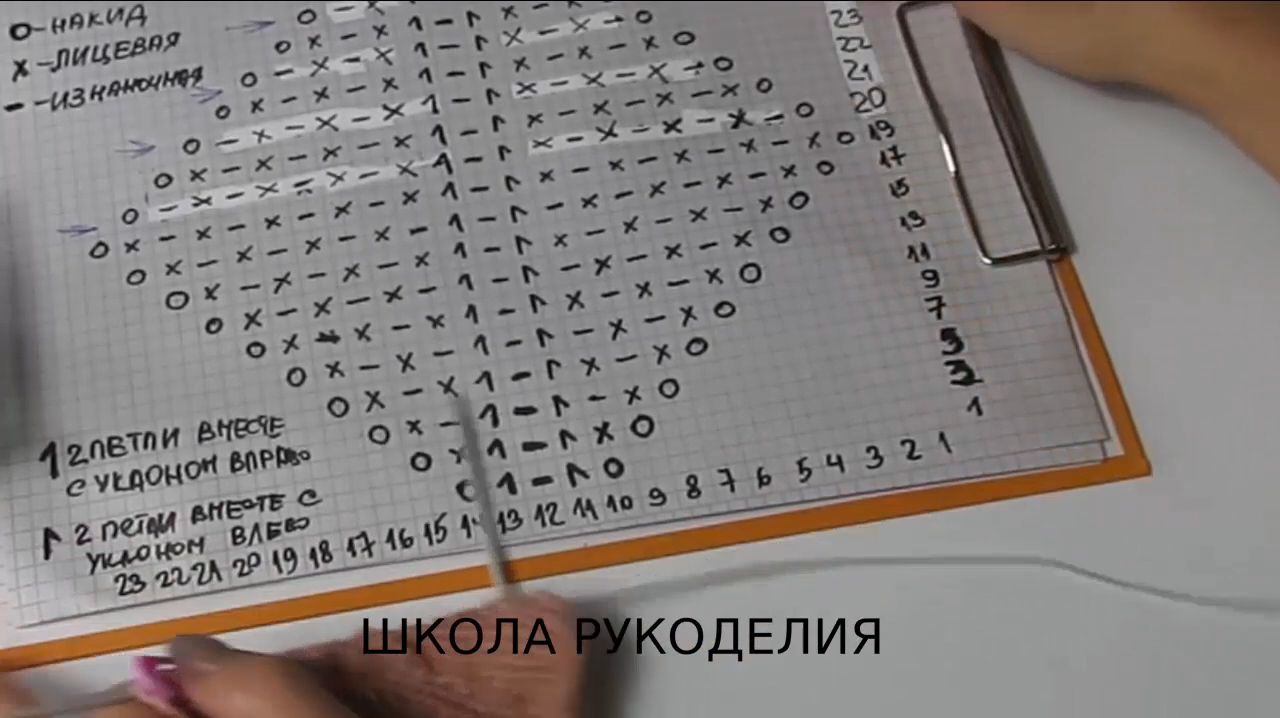 О-НАКИД
Х-ЛИЦЕВАЯ
- -ИЗНАНОЧНАЯ
23
22
21
20
19
17
15
13
11
9
7
5
3
1
2 ПЕТЛИ ВМЕСТЕ
С УКЛОНОМ ВПРАВО
2 ПЕТЛИ ВМЕСТЕ С
УКЛОНОМ ВЛЕВО
23 22 21 20 19 18 17 16 15 14 13 12 11 10 9 8 7 6 5 4 3 2 1
ШКОЛА РУКОДЕЛИЯ